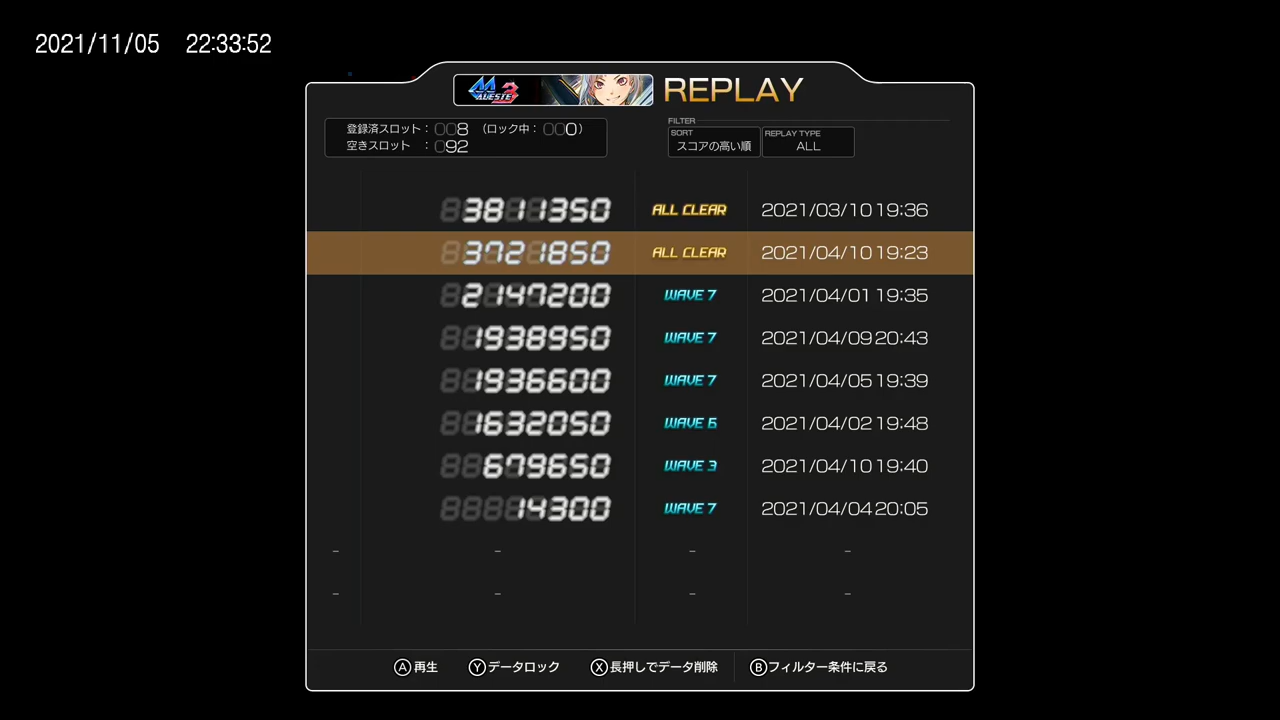 2021/11/05 22:33:52
ALESTE 3 REPLAY
FILTER
登録済スロット: 008 (ロック中: 000)
空きスロット : 092
SORT
スコアの高い順
REPLAY TYPE
ALL
3811350 ALL CLEAR 2021/03/10 19:36
3721850 ALL CLEAR 2021/04/10 19:23
2147200 WAVE 7 2021/04/01 19:35
1938950 WAVE 7 2021/04/09 20:43
1936600 WAVE 7 2021/04/05 19:39
1632050 WAVE 6 2021/04/02 19:48
679650 WAVE 3 2021/04/10 19:40
14300 WAVE 7 2021/04/04 20:05
- - - -
- - - -
Ⓐ再生 Ⓨデータロック Ⓧ長押しでデータ削除 Ⓑフィルター条件に戻る